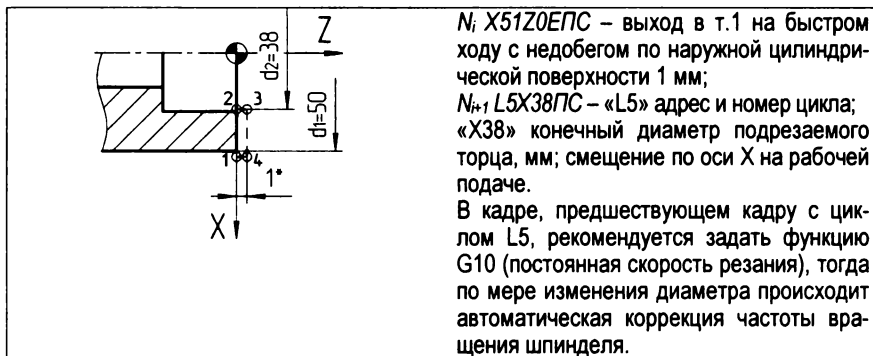 Z
d2=38
d1=50
2
3
1
4
1*
X
Ni X51Z0EПС – выход в т.1 на быстром
ходу с недобегом по наружной цилиндри-
ческой поверхности 1 мм;
Ni+1 L5X38ПС – «L5» адрес и номер цикла;
«X38» конечный диаметр подрезаемого
торца, мм; смещение по оси X на рабочей
подаче.
В кадре, предшествующем кадру с цик-
лом L5, рекомендуется задать функцию
G10 (постоянная скорость резания), тогда
по мере изменения диаметра происходит
автоматическая коррекция частоты вра-
щения шпинделя.